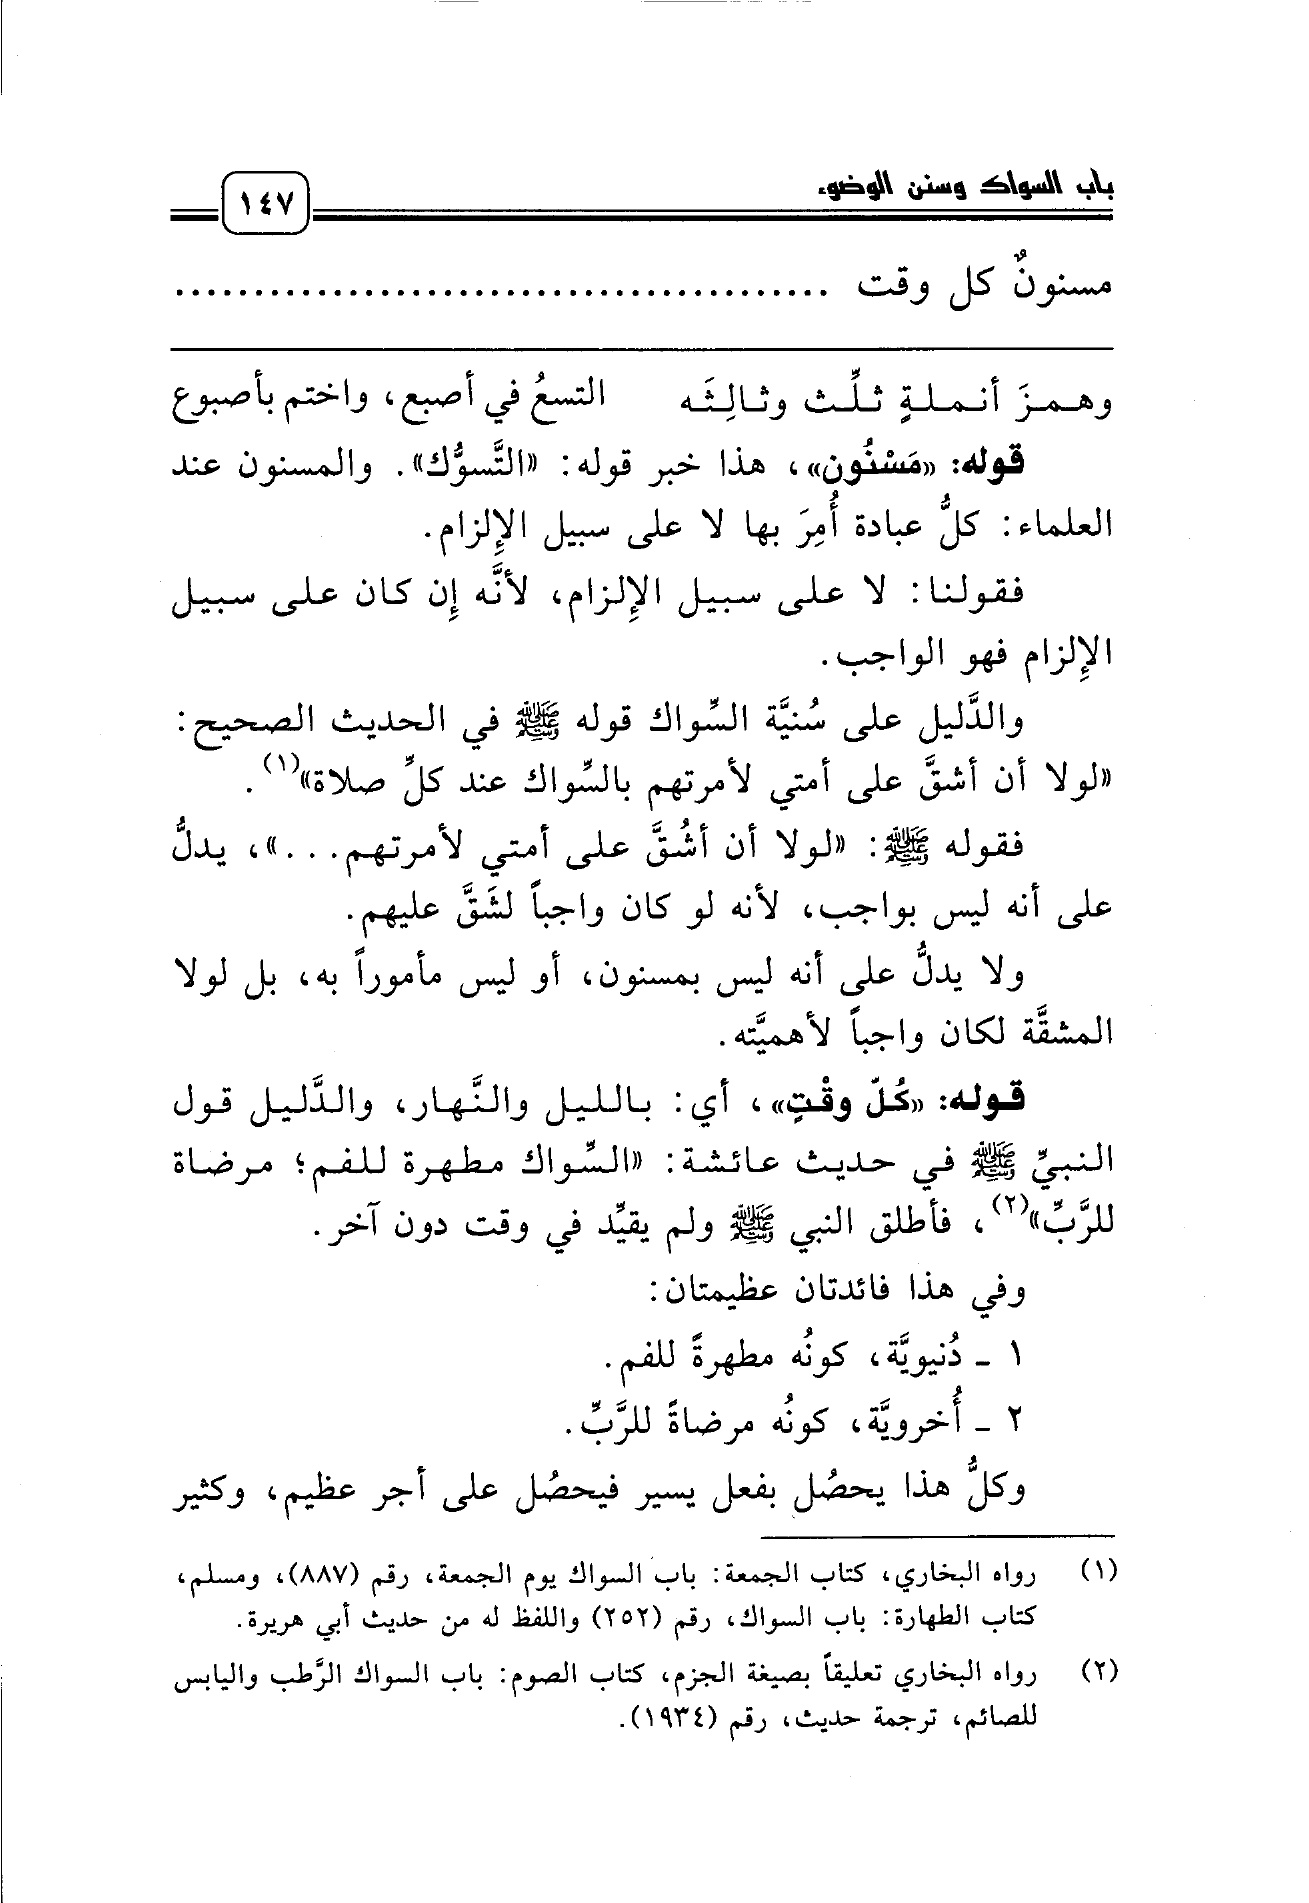 باب السواك وسنن الوضوء
١٤٧
مسنونٌ كل وقت ........................................
وهمزَ أنملةٍ ثلِّث وثالِثَه التسعُ في أصبع، واختم بأصبوع
قوله: «مَسْنُون»، هذا خبر قوله: «التَّسوُّك». والمسنون عند
العلماء: كلُّ عبادة أُمِرَ بها لا على سبيل الإِلزام.
فقولنا: لا على سبيل الإِلزام، لأنَّه إِن كان على سبيل
الإِلزام فهو الواجب.
والدَّليل على سُنيَّة السِّواك قوله ﷺ في الحديث الصحيح:
«لولا أن أشقَّ على أمتي لأمرتهم بالسِّواك عند كلِّ صلاة»(١).
فقوله ﷺ: «لولا أن أشُقَّ على أمتي لأمرتهم...»، يدلُّ
على أنه ليس بواجب، لأنه لو كان واجباً لشَقَّ عليهم.
ولا يدلُّ على أنه ليس بمسنون، أو ليس مأموراً به، بل لولا
المشقَّة لكان واجباً لأهميَّته.
قوله: «كُلّ وقْتٍ»، أي: بالليل والنَّهار، والدَّليل قول
النبيِّ ﷺ في حديث عائشة: «السِّواك مطهرة للفم؛ مرضاة
للرَّبِّ»(٢)، فأطلق النبي ﷺ ولم يقيِّد في وقت دون آخر.
وفي هذا فائدتان عظيمتان:
١ ـ دُنيويَّة، كونُه مطهرةً للفم.
٢ ـ أُخرويَّة، كونُه مرضاةً للرَّبِّ.
وكلُّ هذا يحصُل بفعل يسير فيحصُل على أجر عظيم، وكثير
(١) رواه البخاري، كتاب الجمعة: باب السواك يوم الجمعة، رقم (٨٨٧)، ومسلم،
كتاب الطهارة: باب السواك، رقم (٢٥٢) واللفظ له من حديث أبي هريرة.
(٢) رواه البخاري تعليقاً بصيغة الجزم، كتاب الصوم: باب السواك الرَّطب واليابس
للصائم، ترجمة حديث، رقم (١٩٣٤).